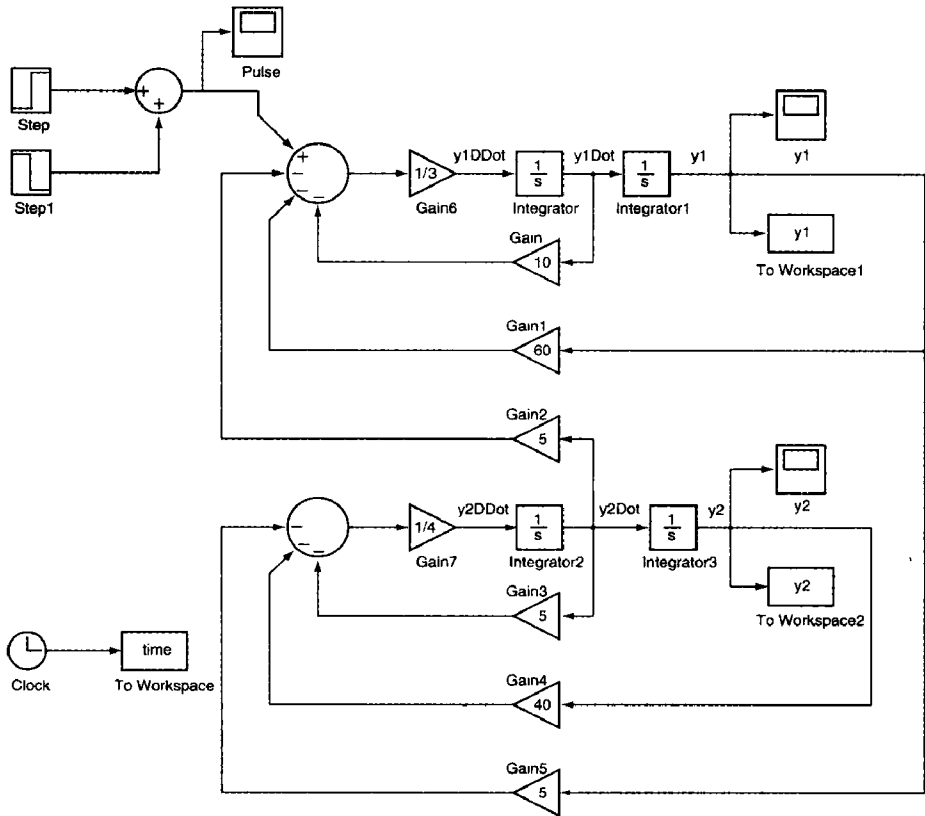 Pulse
Step
+
+
Step1
+
−
−
−
1/3
Gain6
y1DDot
1
s
Integrator
y1Dot
1
s
Integrator1
y1
y1
y1
To Workspace1
Gain
10
Gain1
60
Gain2
5
−
−
−
1/4
Gain7
y2DDot
1
s
Integrator2
y2Dot
1
s
Integrator3
y2
y2
y2
To Workspace2
Gain3
5
Clock
time
To Workspace
Gain4
40
Gain5
5